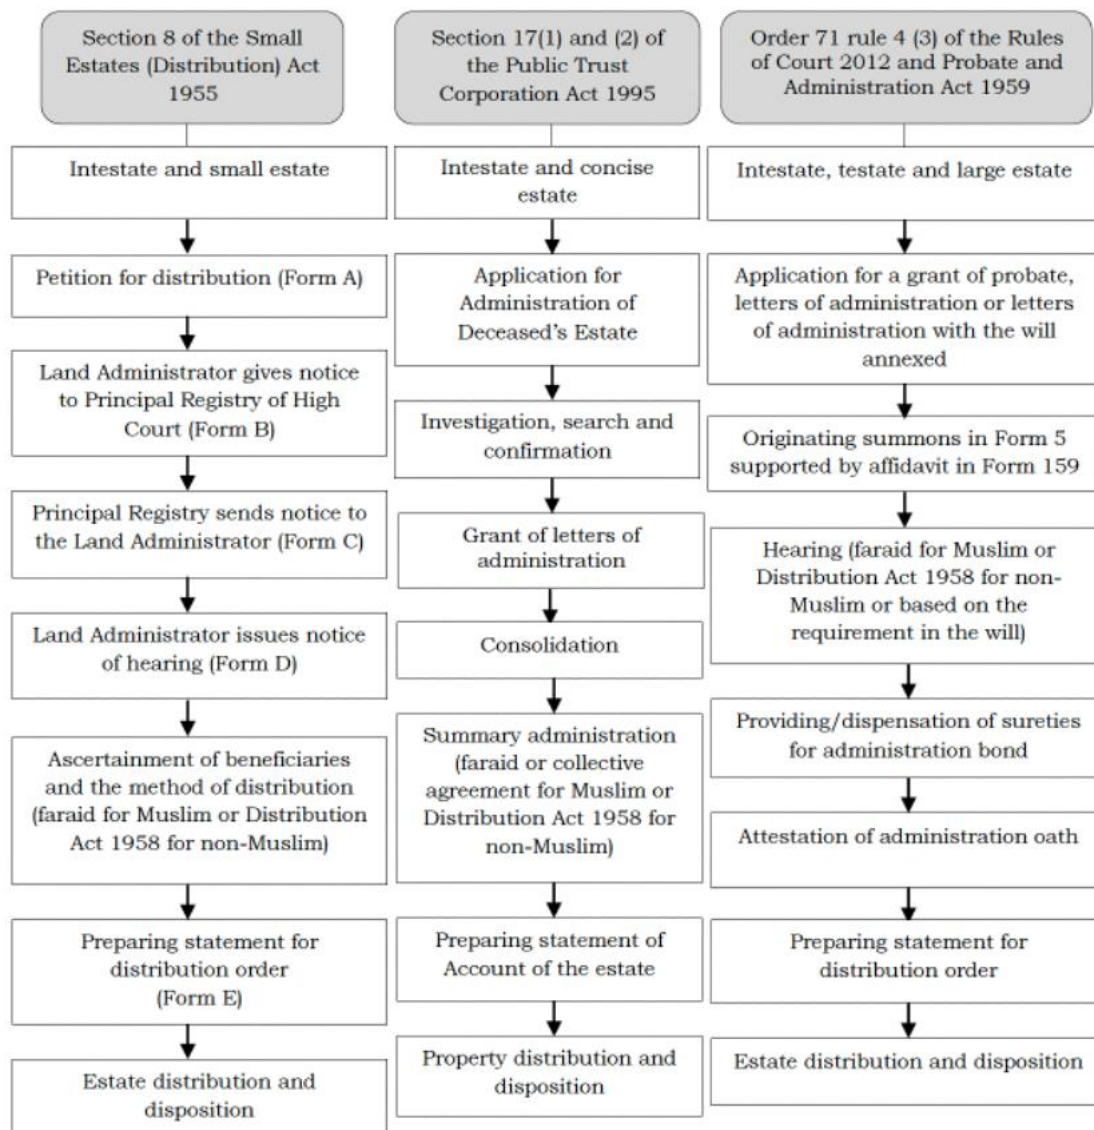 Section 8 of the Small
Estates (Distribution) Act
1955
Intestate and small estate
Petition for distribution (Form A)
Land Administrator gives notice
to Principal Registry of High
Court (Form B)
Principal Registry sends notice to
the Land Administrator (Form C)
Land Administrator issues notice
of hearing (Form D)
Ascertainment of beneficiaries
and the method of distribution
(faraid for Muslim or Distribution
Act 1958 for non-Muslim)
Preparing statement for
distribution order
(Form E)
Estate distribution and
disposition
Section 17(1) and (2) of
the Public Trust
Corporation Act 1995
Intestate and concise
estate
Application for
Administration of
Deceased's Estate
Investigation, search and
confirmation
Grant of letters of
administration
Consolidation
Summary administration
(faraid or collective
agreement for Muslim or
Distribution Act 1958 for
non-Muslim)
Preparing statement of
Account of the estate
Property distribution and
disposition
Order 71 rule 4 (3) of the Rules
of Court 2012 and Probate and
Administration Act 1959
Intestate, testate and large estate
Application for a grant of probate,
letters of administration or letters
of administration with the will
annexed
Originating summons in Form 5
supported by affidavit in Form 159
Hearing (faraid for Muslim or
Distribution Act 1958 for non-
Muslim or based on the
requirement in the will)
Providing/dispensation of sureties
for administration bond
Attestation of administration oath
Preparing statement for
distribution order
Estate distribution and disposition